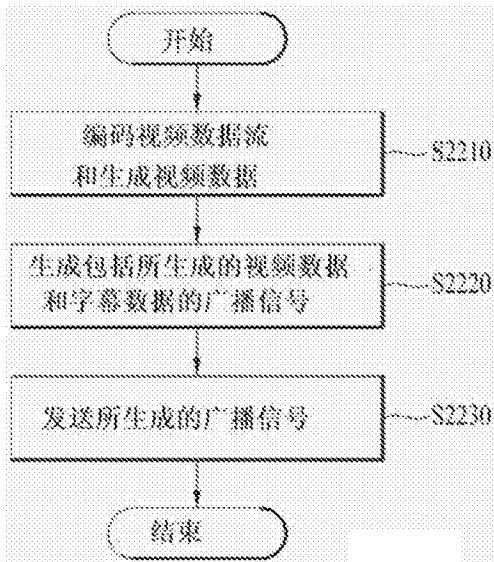 开始
编码视频数据流
和生成视频数据
S2210
生成包括所生成的视频数据
和字幕数据的广播信号
S2220
发送所生成的广播信号
S2230
结束